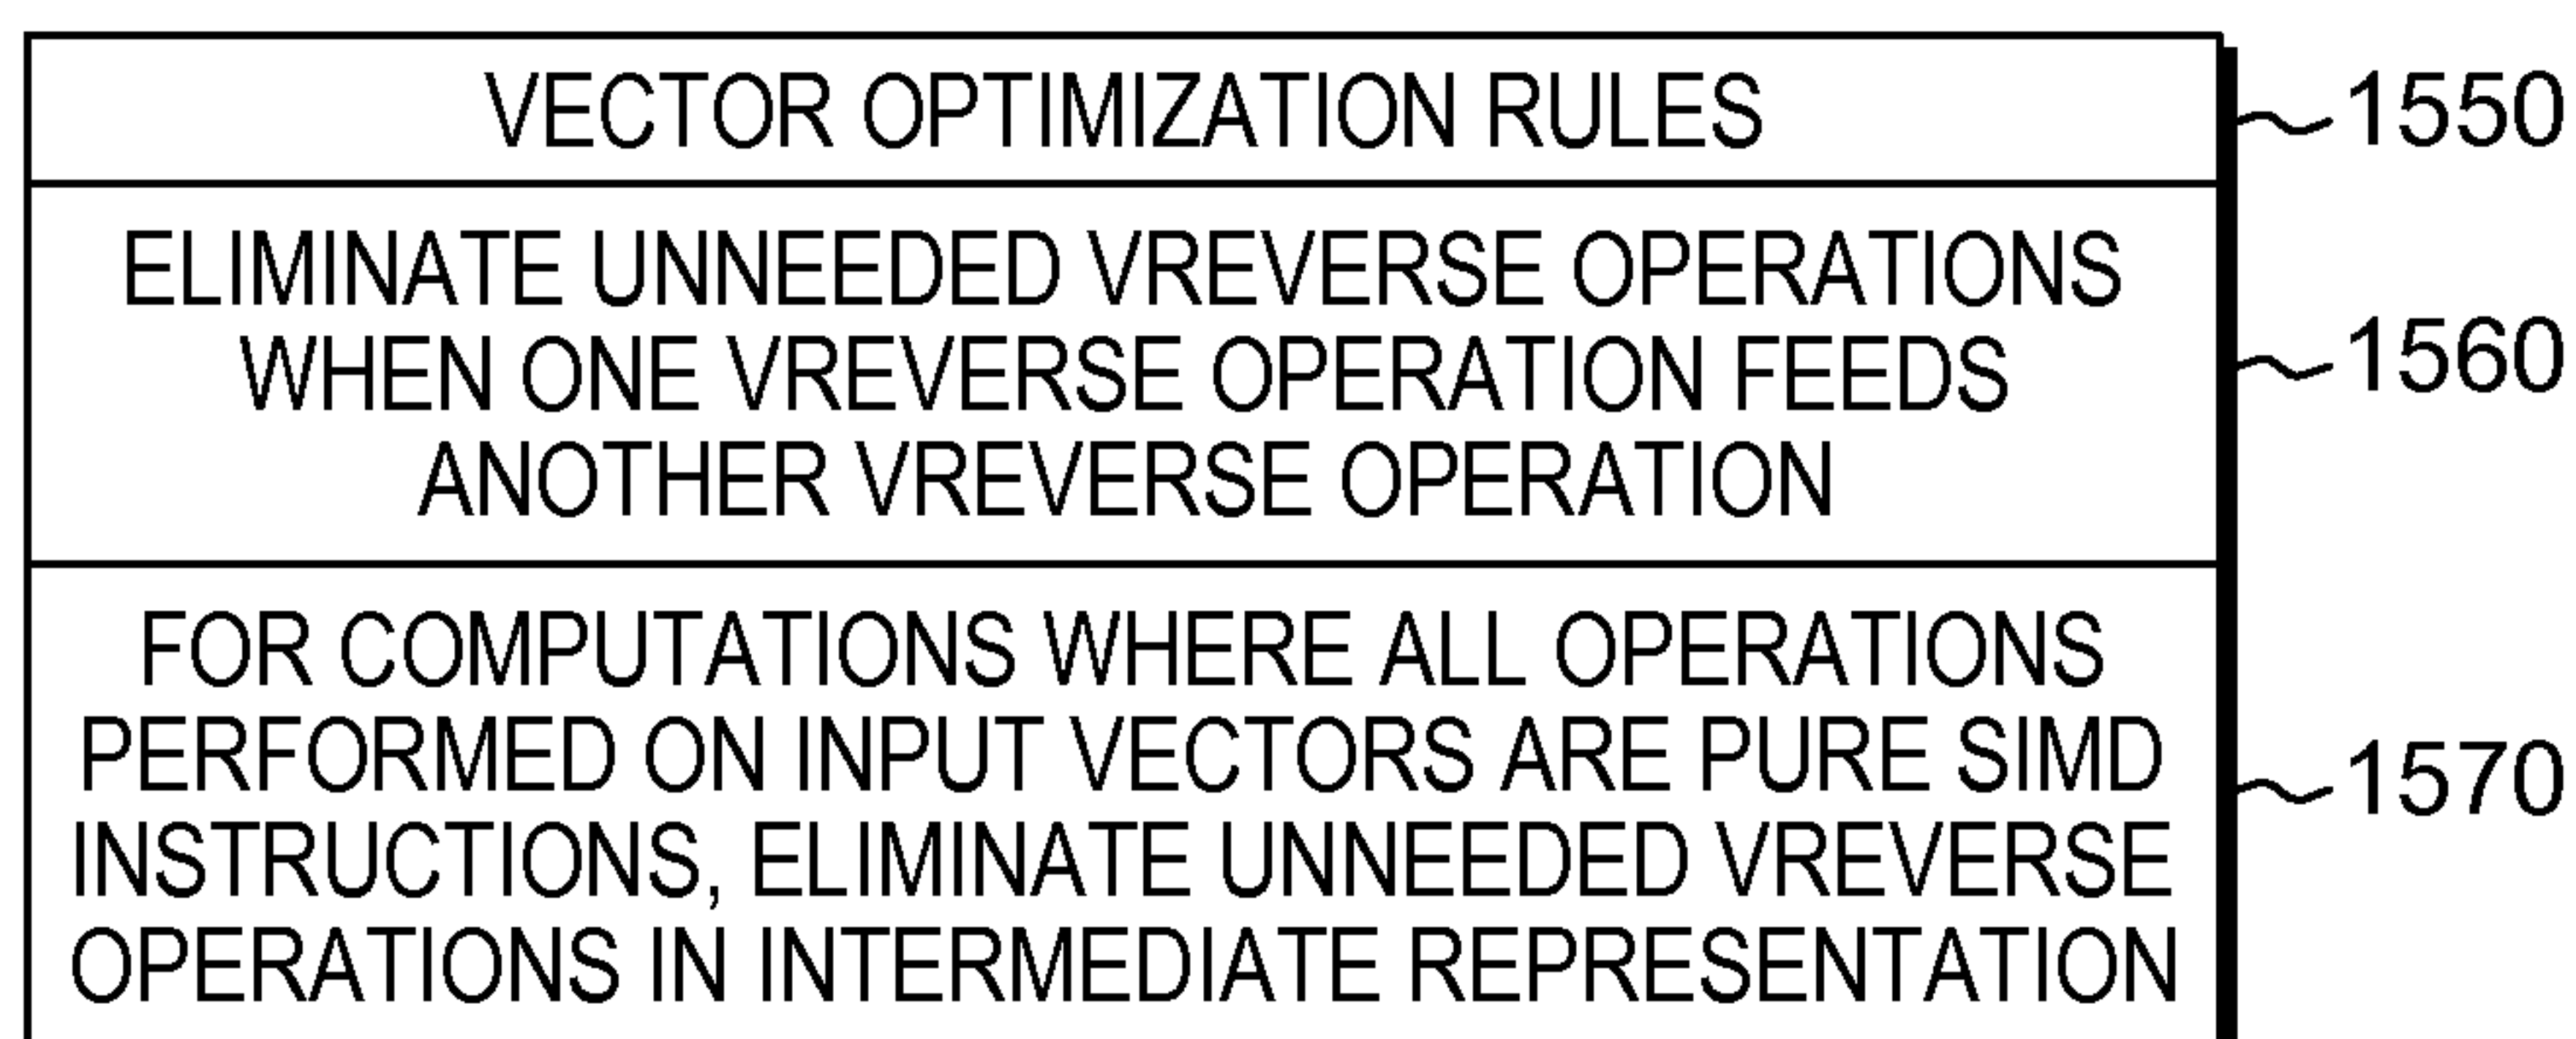 VECTOR OPTIMIZATION RULES
1550
ELIMINATE UNNEEDED VREVERSE OPERATIONS
WHEN ONE VREVERSE OPERATION FEEDS
ANOTHER VREVERSE OPERATION
1560
FOR COMPUTATIONS WHERE ALL OPERATIONS
PERFORMED ON INPUT VECTORS ARE PURE SIMD
INSTRUCTIONS, ELIMINATE UNNEEDED VREVERSE
OPERATIONS IN INTERMEDIATE REPRESENTATION
1570